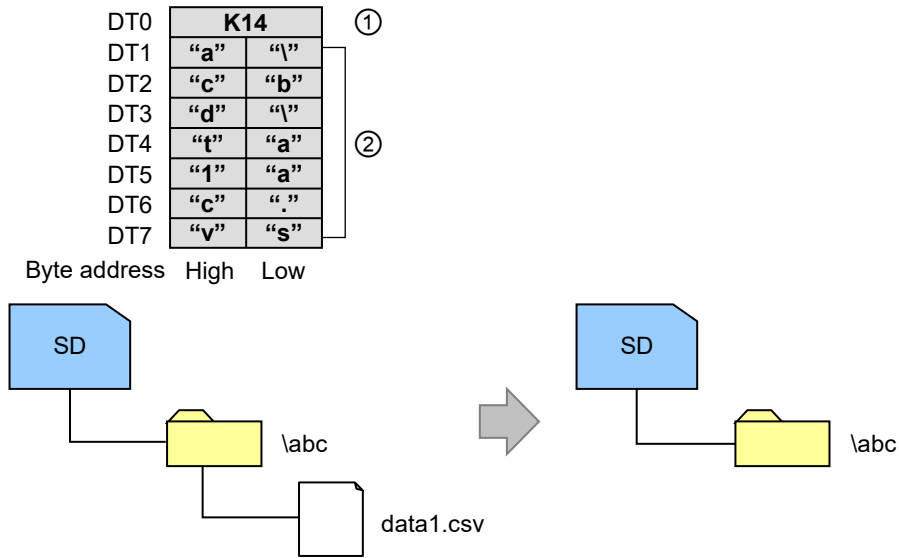 DT0 K14 ①
DT1 “a” “\”
DT2 “c” “b”
DT3 “d” “\”
DT4 “t” “a” ②
DT5 “1” “a”
DT6 “c” “.”
DT7 “v” “s”
Byte address High Low
SD SD
\abc \abc
data1.csv